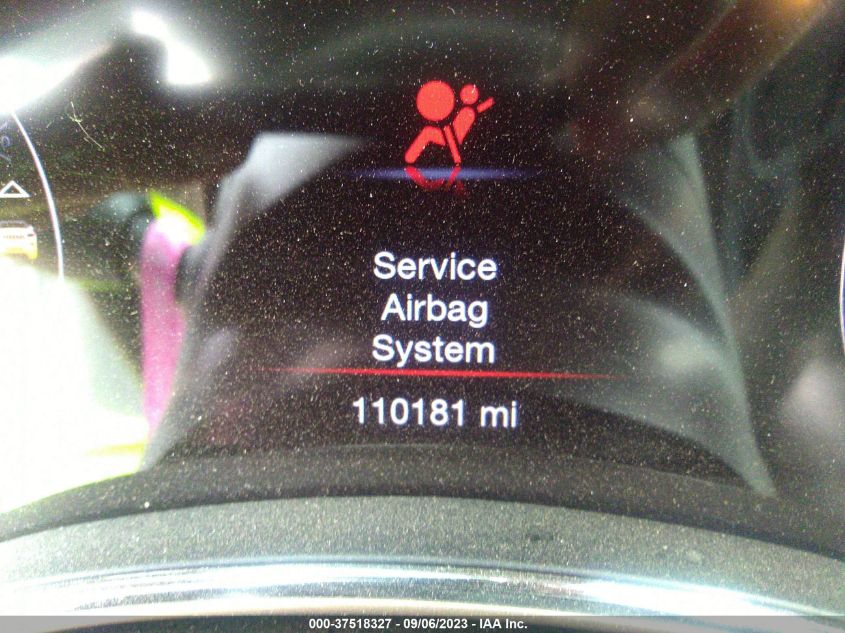 Service
Airbag
System
110181 mi
000-37518327 - 09/06/2023 - IAA Inc.